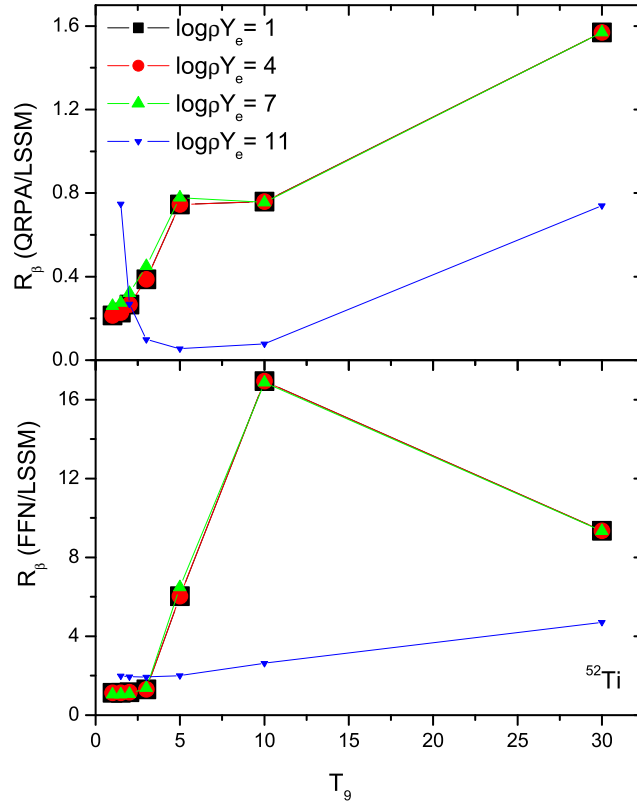 1.6
1.2
0.8
0.4
0.0
R_β (QRPA/LSSM)
logρY_e = 1
logρY_e = 4
logρY_e = 7
logρY_e = 11
16
12
8
4
0
R_β (FFN/LSSM)
⁵²Ti
0 5 10 15 20 25 30
T_9